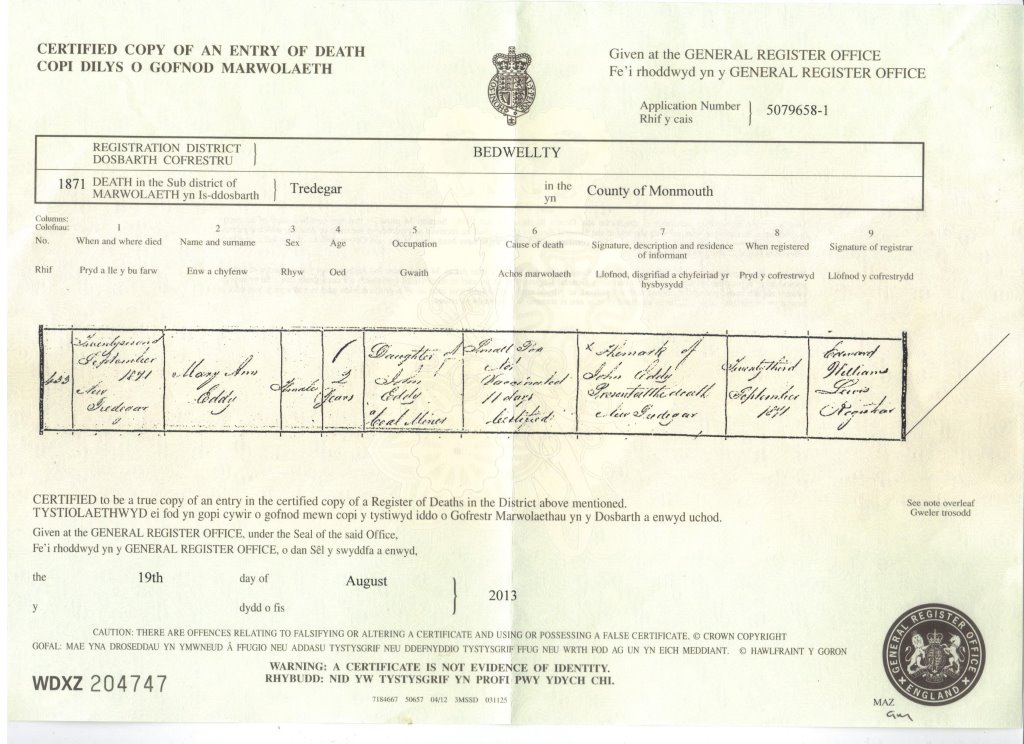 CERTIFIED COPY OF AN ENTRY OF DEATH
COPI DILYS O GOFNOD MARWOLAETH
Given at the GENERAL REGISTER OFFICE
Fe'i rhoddwyd yn y GENERAL REGISTER OFFICE
Application Number
Rhif y cais
5079658-1
REGISTRATION DISTRICT
DOSBARTH COFRESTRU
BEDWELLTY
1871 DEATH in the Sub district of
MARWOLAETH yn Is-ddosbarth
Tredegar
in the
yn
County of Monmouth
Columns:
Colofnau:
1 2 3 4 5 6 7 8 9
No.
When and where died
Name and surname
Sex
Age
Occupation
Cause of death
Signature, description and residence
of informant
When registered
Signature of registrar
Rhif
Pryd a lle y bu farw
Enw a chyfenw
Rhyw
Oed
Gwaith
Achos marwolaeth
Llofnod, disgrifiad a chyfeiriad yr
hysbysydd
Pryd y cofrestrwyd
Llofnod y cofrestrydd
633
Twentysecond
September
1871
New
Tredegar
Mary Ann
Eddy
Female
2
Years
Daughter of
John
Eddy
a
Coal Miner
Small Pox
Not
Vaccinated
11 days
Certified
X The mark of
John Eddy
Present at the death
New Tredegar
Twenty third
September
1871
Edward
Williams
Lewis
Registrar
CERTIFIED to be a true copy of an entry in the certified copy of a Register of Deaths in the District above mentioned.
TYSTIOLAETHWYD ei fod yn gopi cywir o gofnod mewn copi y tystiwyd iddo o Gofrestr Marwolaethau yn y Dosbarth a enwyd uchod.
See note overleaf
Gweler trosodd
Given at the GENERAL REGISTER OFFICE, under the Seal of the said Office,
Fe'i rhoddwyd yn y GENERAL REGISTER OFFICE, o dan Sêl y swyddfa a enwyd,
the
y
19th
day of
dydd o fis
August
2013
CAUTION: THERE ARE OFFENCES RELATING TO FALSIFYING OR ALTERING A CERTIFICATE AND USING OR POSSESSING A FALSE CERTIFICATE. © CROWN COPYRIGHT
GOFAL: MAE YNA DROSEDDAU YN YMWNEUD Â FFUGIO NEU ADDASU TYSTYSGRIF NEU DDEFNYDDIO TYSTYSGRIF FFUG NEU WRTH FOD AG UN YN EICH MEDDIANT. © HAWLFRAINT Y GORON
WARNING: A CERTIFICATE IS NOT EVIDENCE OF IDENTITY.
RHYBUDD: NID YW TYSTYSGRIF YN PROFI PWY YDYCH CHI.
WDXZ 204747
7184667 50657 04/12 3MSSD 031125
GENERAL REGISTER OFFICE
ENGLAND
MAZ